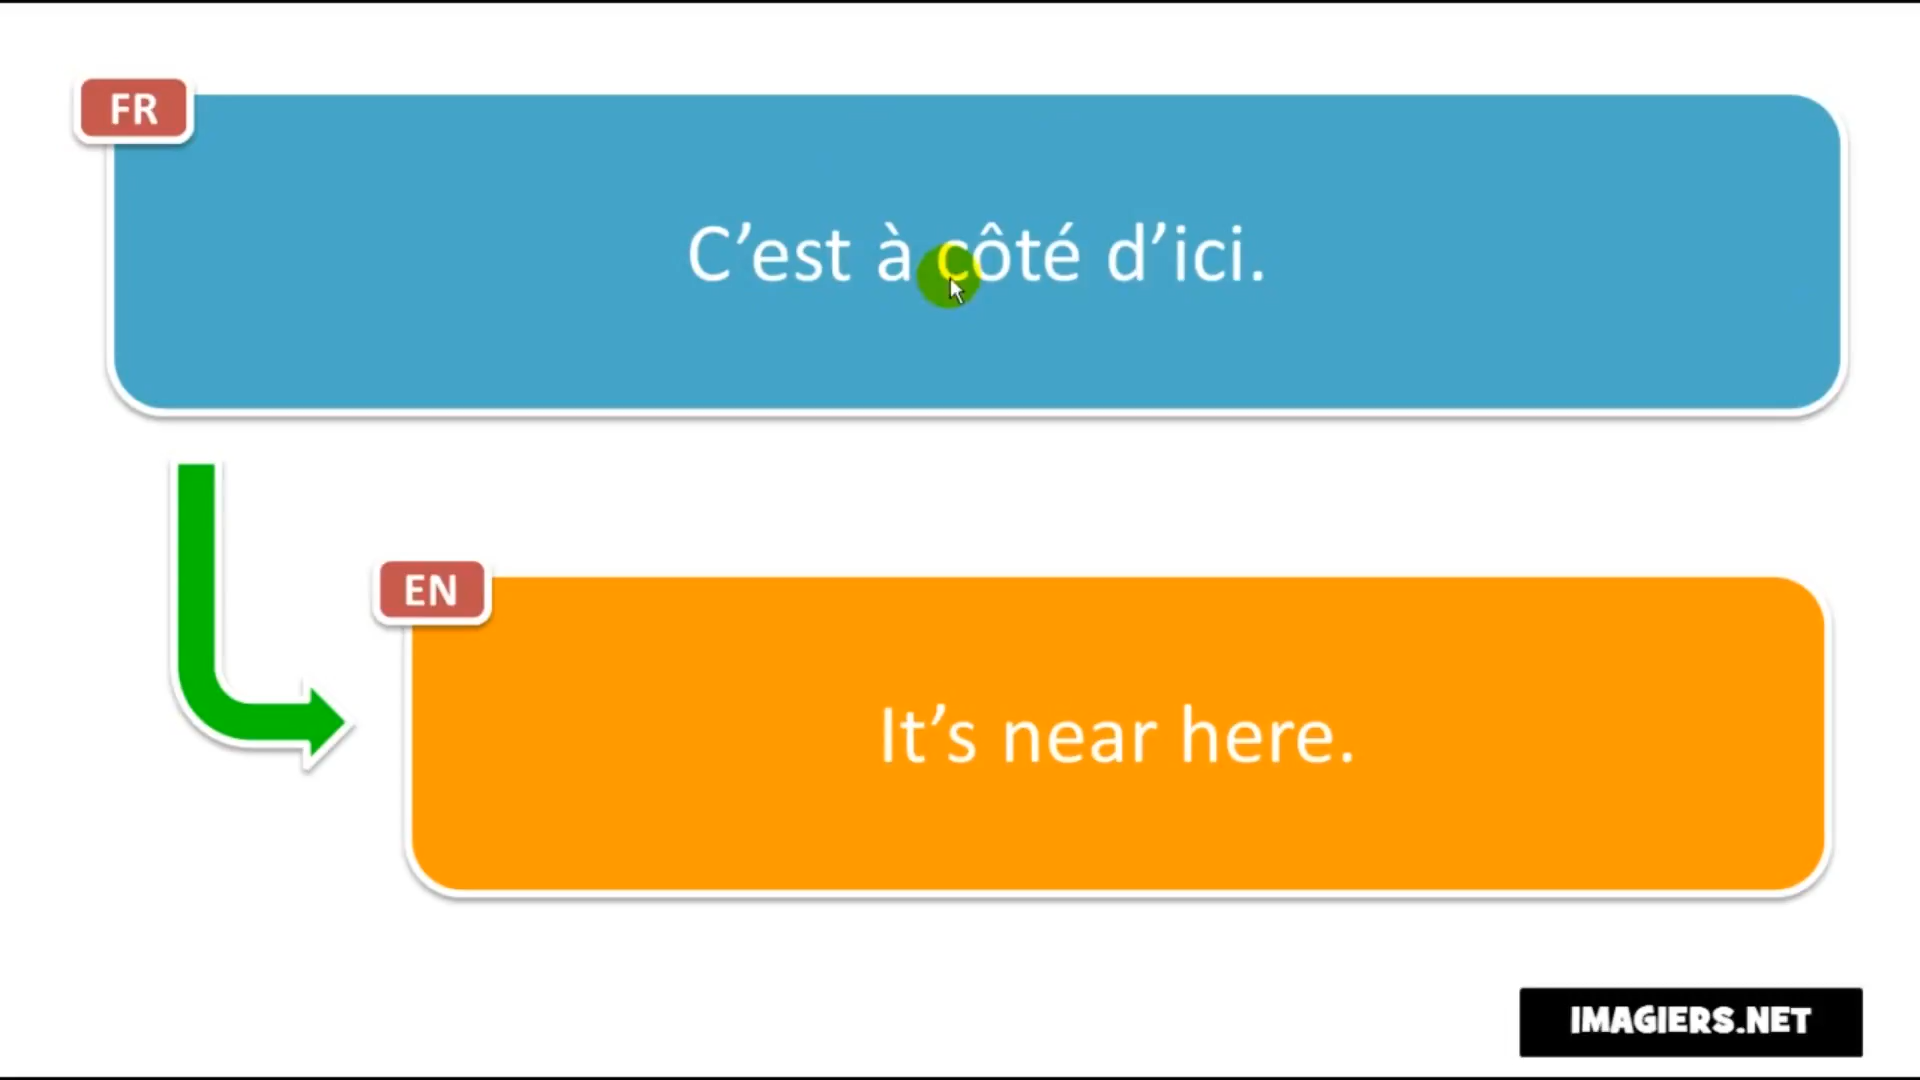 FR
C’est à côté d’ici.
EN
It’s near here.
IMAGIERS.NET